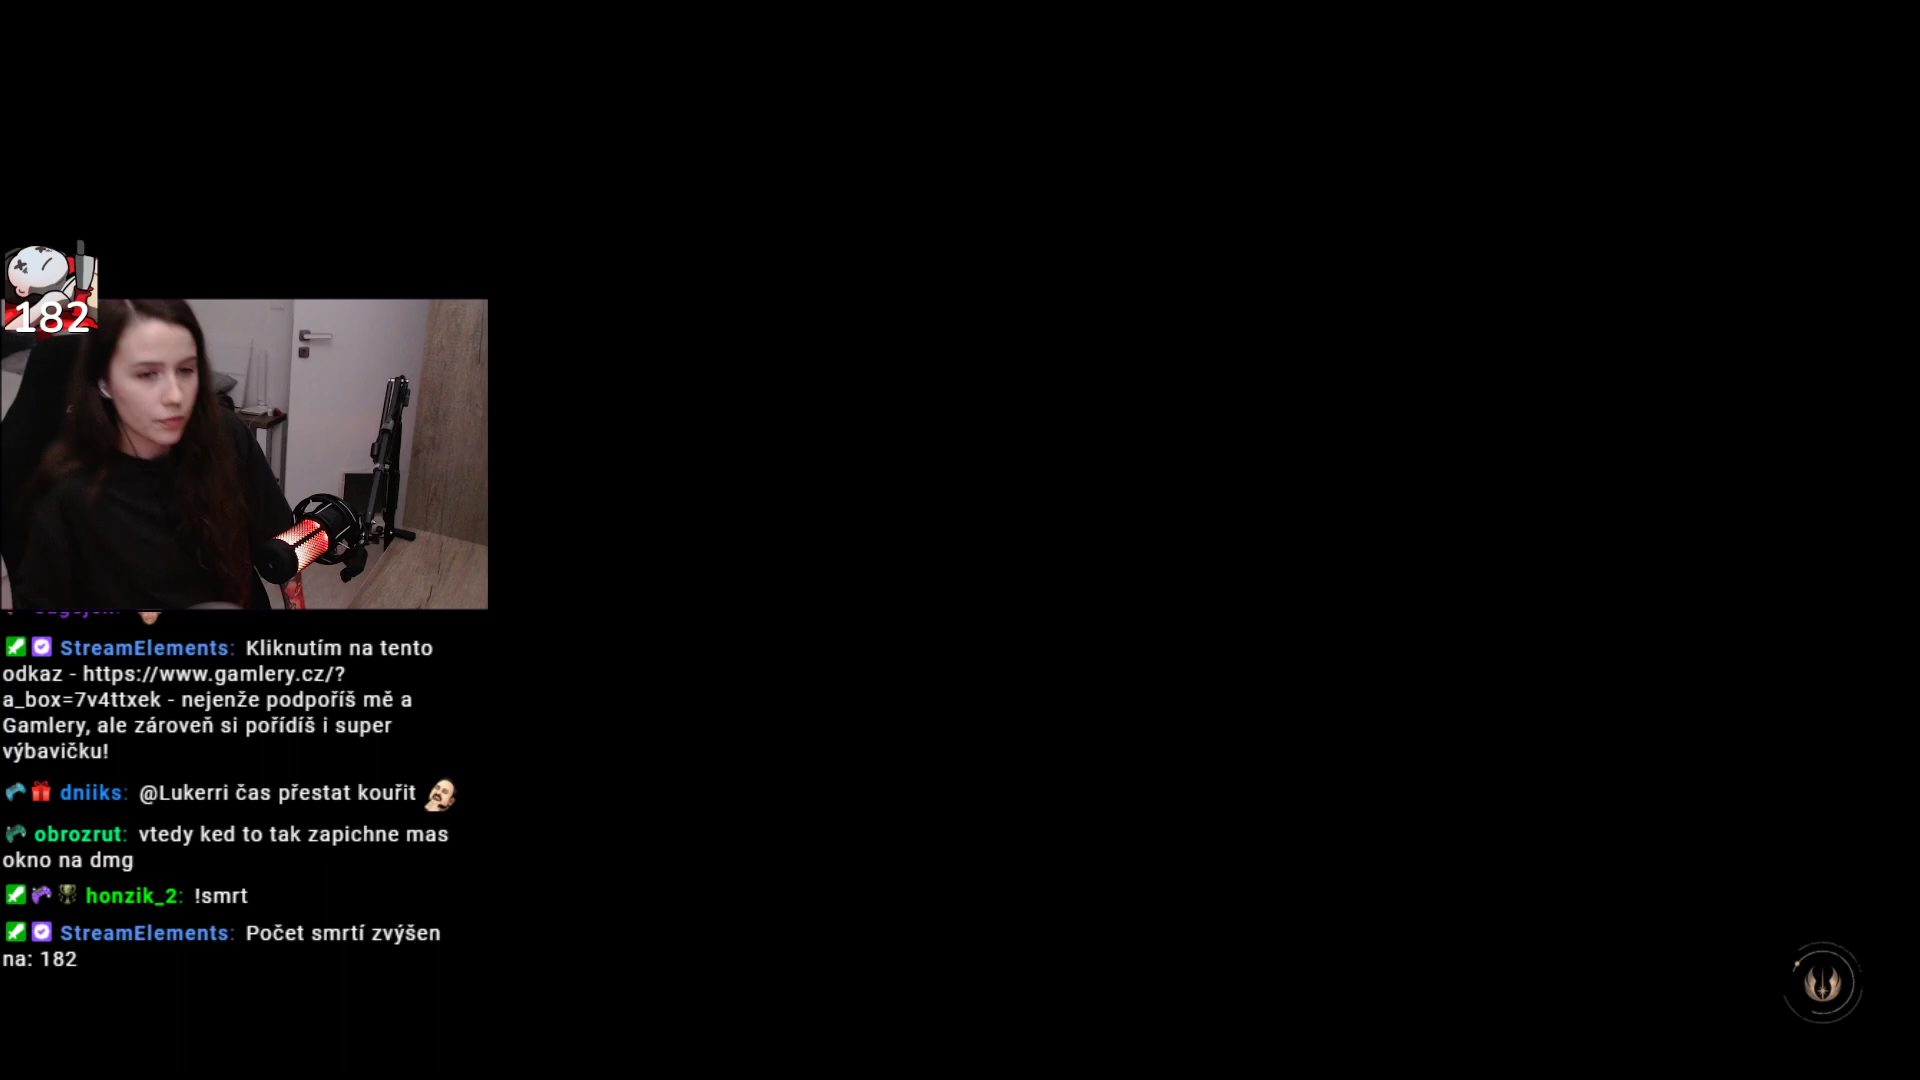 182
StreamElements: Kliknutím na tento
odkaz - https://www.gamlery.cz/?
a_box=7v4ttxek - nejenže podpoříš mě a
Gamlery, ale zároveň si pořídíš i super
výbavičku!
dniiks: @Lukerri čas přestat kouřit
obrozrut: vtedy ked to tak zapichne mas
okno na dmg
honzik_2: !smrt
StreamElements: Počet smrtí zvýšen
na: 182